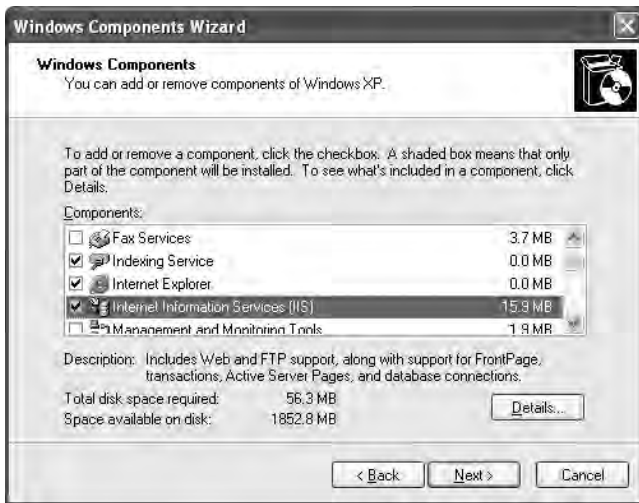 Windows Components Wizard
Windows Components
You can add or remove components of Windows XP.
To add or remove a component, click the checkbox. A shaded box means that only
part of the component will be installed. To see what's included in a component, click
Details.
Components:
Fax Services 3.7 MB
Indexing Service 0.0 MB
Internet Explorer 0.0 MB
Internet Information Services (IIS) 15.9 MB
Management and Monitoring Tools 1.9 MB
Description: Includes Web and FTP support, along with support for FrontPage,
transactions, Active Server Pages, and database connections.
Total disk space required: 56.3 MB
Space available on disk: 1852.8 MB
Details...
< Back Next > Cancel